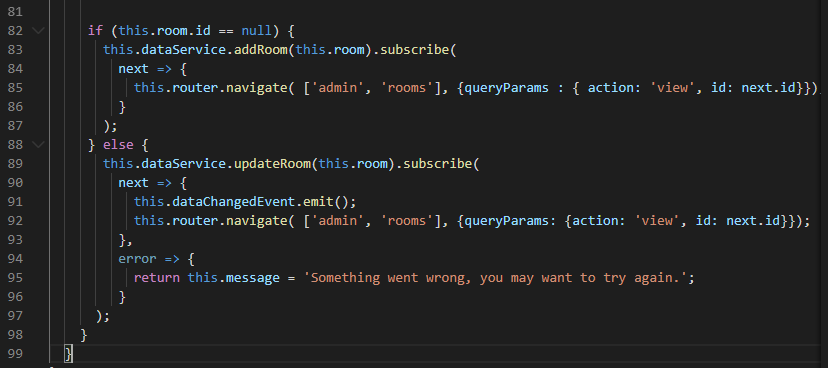 81
82 if (this.room.id == null) {
83 this.dataService.addRoom(this.room).subscribe(
84 next => {
85 this.router.navigate( ['admin', 'rooms'], {queryParams : { action: 'view', id: next.id}})
86 }
87 );
88 } else {
89 this.dataService.updateRoom(this.room).subscribe(
90 next => {
91 this.dataChangedEvent.emit();
92 this.router.navigate( ['admin', 'rooms'], {queryParams: {action: 'view', id: next.id}});
93 },
94 error => {
95 return this.message = 'Something went wrong, you may want to try again.';
96 }
97 );
98 }
99 }